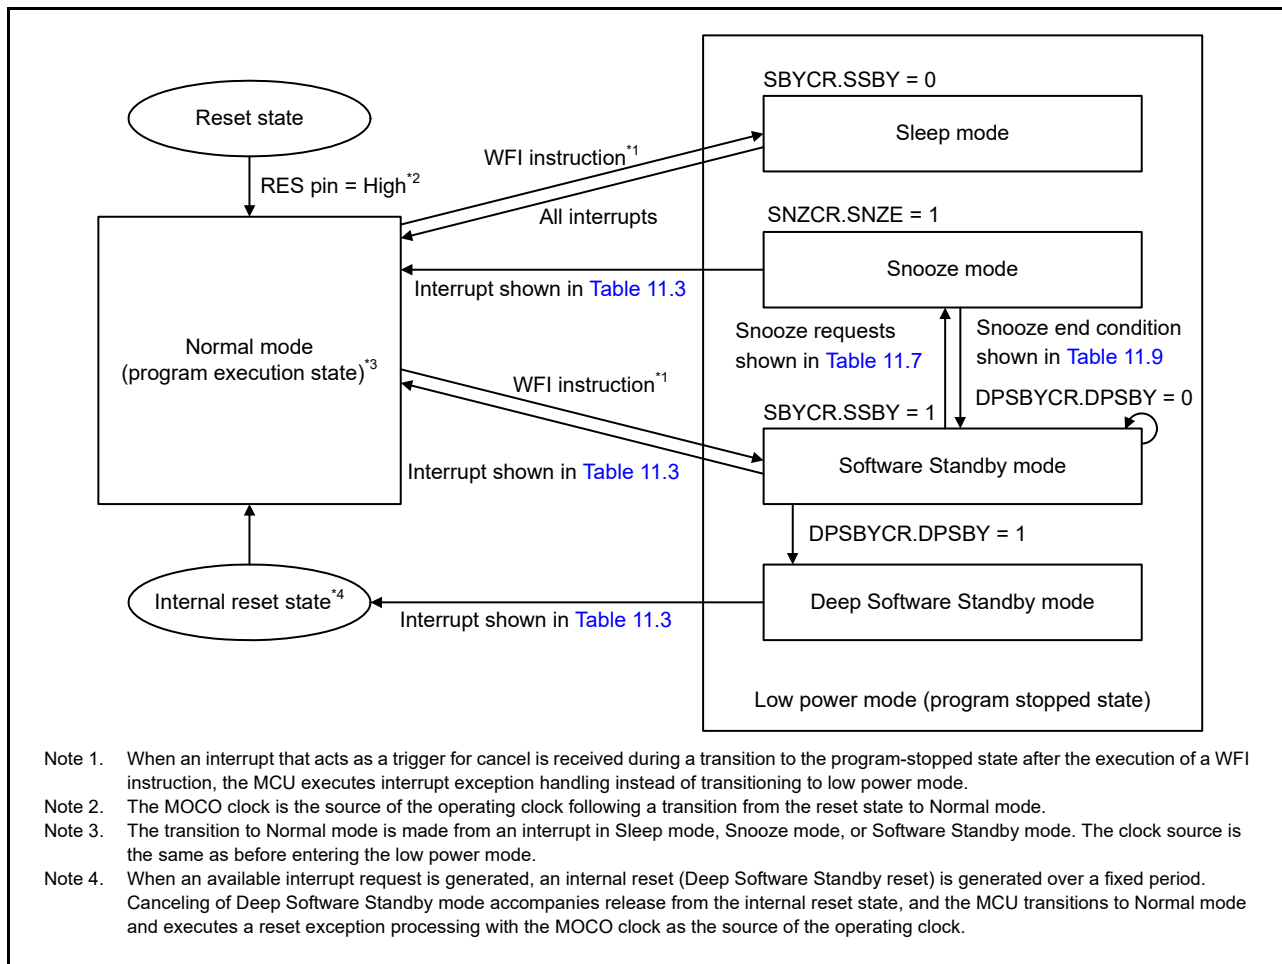 SBYCR.SSBY = 0
Reset state
Sleep mode
WFI instruction*1
RES pin = High*2
All interrupts
SNZCR.SNZE = 1
Snooze mode
Interrupt shown in Table 11.3
Snooze requests
shown in Table 11.7
Snooze end condition
shown in Table 11.9
Normal mode
(program execution state)*3
WFI instruction*1
DPSBYCR.DPSBY = 0
SBYCR.SSBY = 1
Software Standby mode
Interrupt shown in Table 11.3
DPSBYCR.DPSBY = 1
Internal reset state*4
Deep Software Standby mode
Interrupt shown in Table 11.3
Low power mode (program stopped state)
Note 1. When an interrupt that acts as a trigger for cancel is received during a transition to the program-stopped state after the execution of a WFI
instruction, the MCU executes interrupt exception handling instead of transitioning to low power mode.
Note 2. The MOCO clock is the source of the operating clock following a transition from the reset state to Normal mode.
Note 3. The transition to Normal mode is made from an interrupt in Sleep mode, Snooze mode, or Software Standby mode. The clock source is
the same as before entering the low power mode.
Note 4. When an available interrupt request is generated, an internal reset (Deep Software Standby reset) is generated over a fixed period.
Canceling of Deep Software Standby mode accompanies release from the internal reset state, and the MCU transitions to Normal mode
and executes a reset exception processing with the MOCO clock as the source of the operating clock.